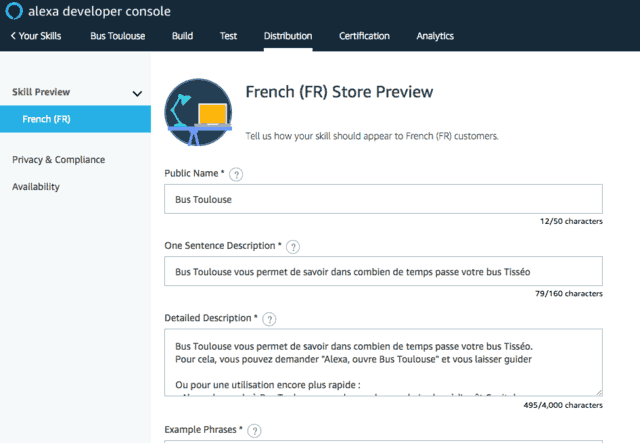 alexa developer console
< Your Skills Bus Toulouse Build Test Distribution Certification Analytics
Skill Preview
French (FR)
Privacy & Compliance
Availability
French (FR) Store Preview
Tell us how your skill should appear to French (FR) customers.
Public Name * ?
Bus Toulouse
12/50 characters
One Sentence Description * ?
Bus Toulouse vous permet de savoir dans combien de temps passe votre bus Tisséo
79/160 characters
Detailed Description * ?
Bus Toulouse vous permet de savoir dans combien de temps passe votre bus Tisséo.
Pour cela, vous pouvez demander "Alexa, ouvre Bus Toulouse" et vous laisser guider
Ou pour une utilisation encore plus rapide :
495/4,000 characters
Example Phrases * ?